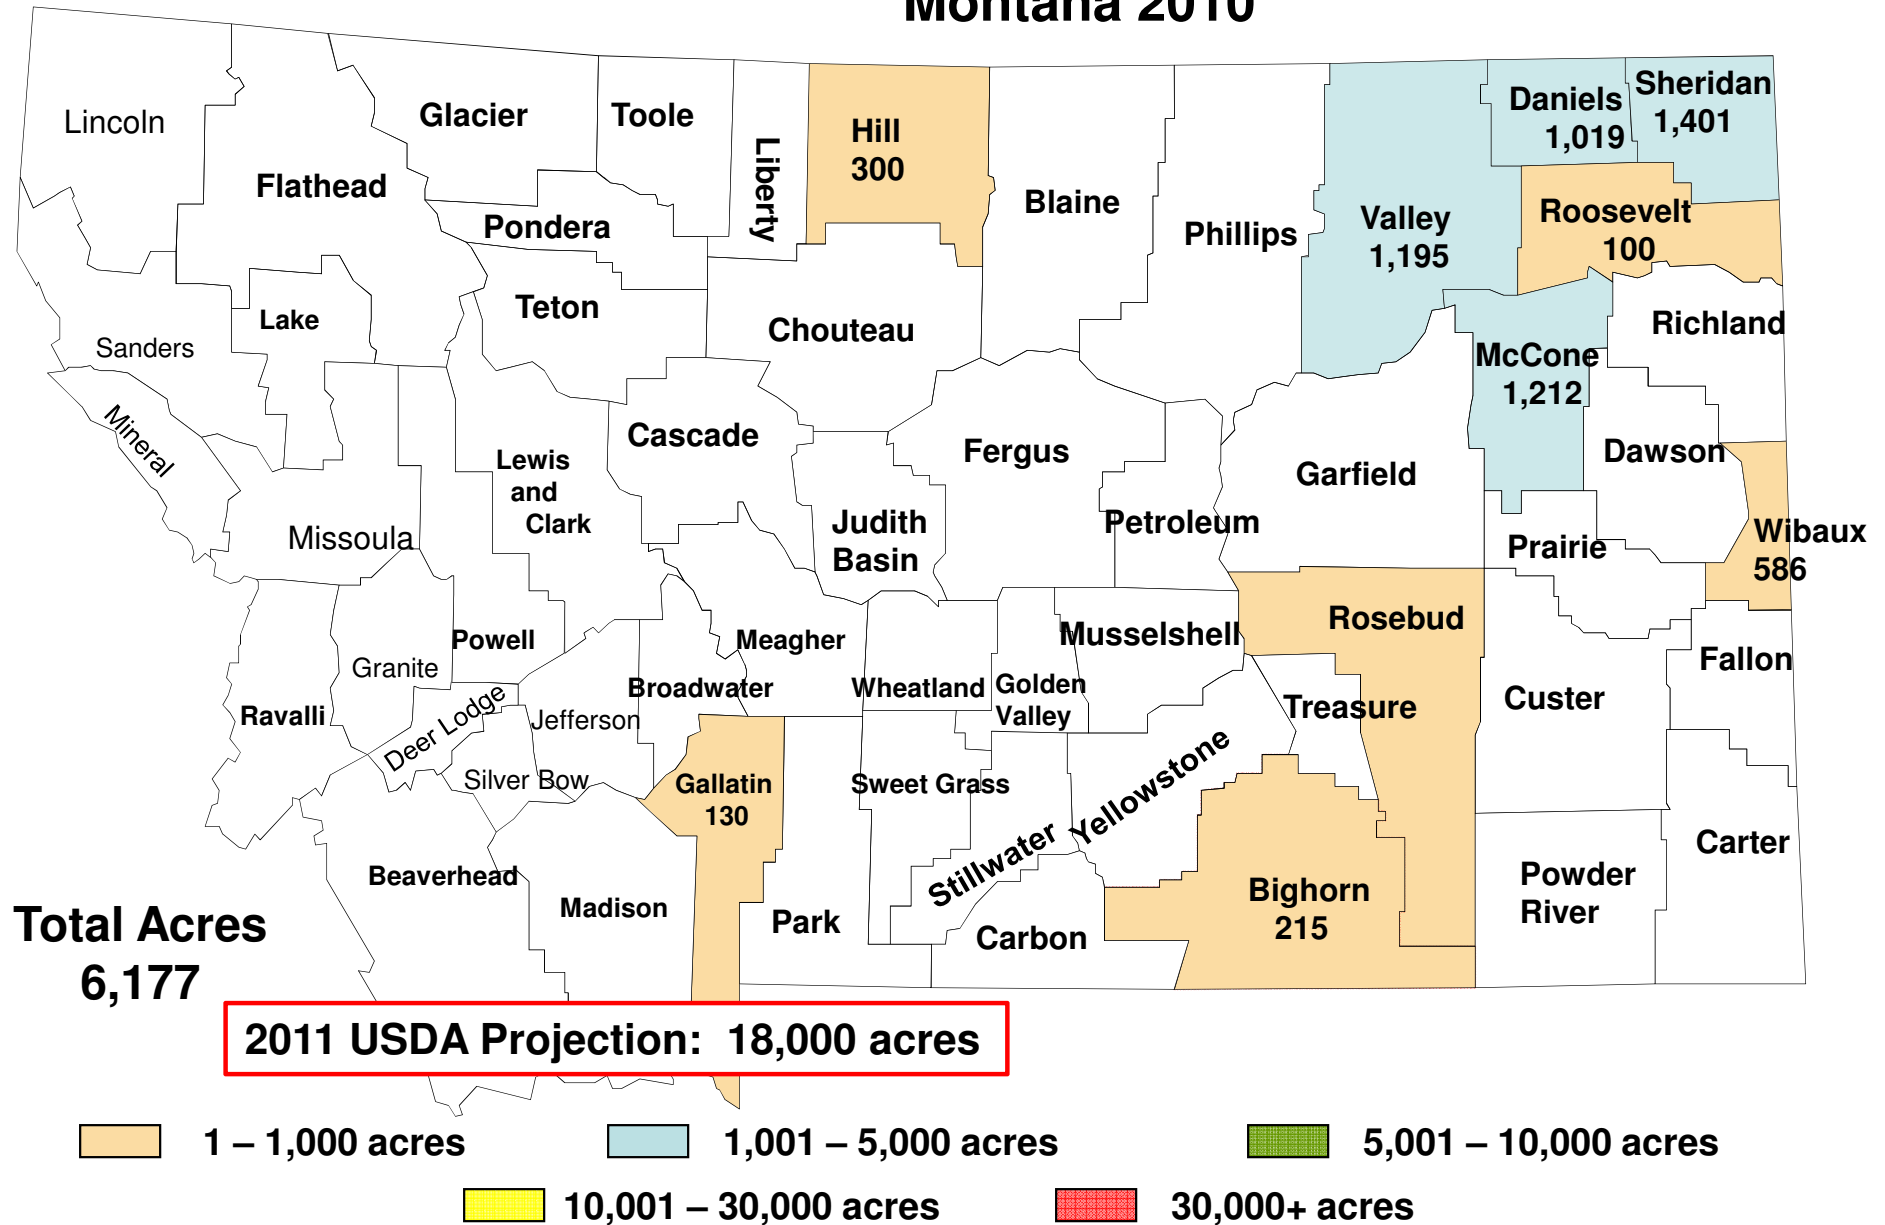 Montana 2010
Lincoln
Flathead
Glacier
Toole
Liberty
Hill
300
Blaine
Phillips
Valley
1,195
Daniels
1,019
Sheridan
1,401
Roosevelt
100
Pondera
Teton
Chouteau
Lake
Sanders
Mineral
Missoula
Lewis
and
Clark
Cascade
Judith
Basin
Fergus
Petroleum
Garfield
McCone
1,212
Richland
Dawson
Prairie
Wibaux
586
Ravalli
Granite
Powell
Deer Lodge
Silver Bow
Jefferson
Broadwater
Meagher
Wheatland
Golden
Valley
Musselshell
Rosebud
Treasure
Custer
Fallon
Gallatin
130
Sweet Grass
Stillwater
Yellowstone
Bighorn
215
Powder
River
Carter
Beaverhead
Madison
Park
Carbon
Total Acres
6,177
2011 USDA Projection: 18,000 acres
1 – 1,000 acres
1,001 – 5,000 acres
5,001 – 10,000 acres
10,001 – 30,000 acres
30,000+ acres